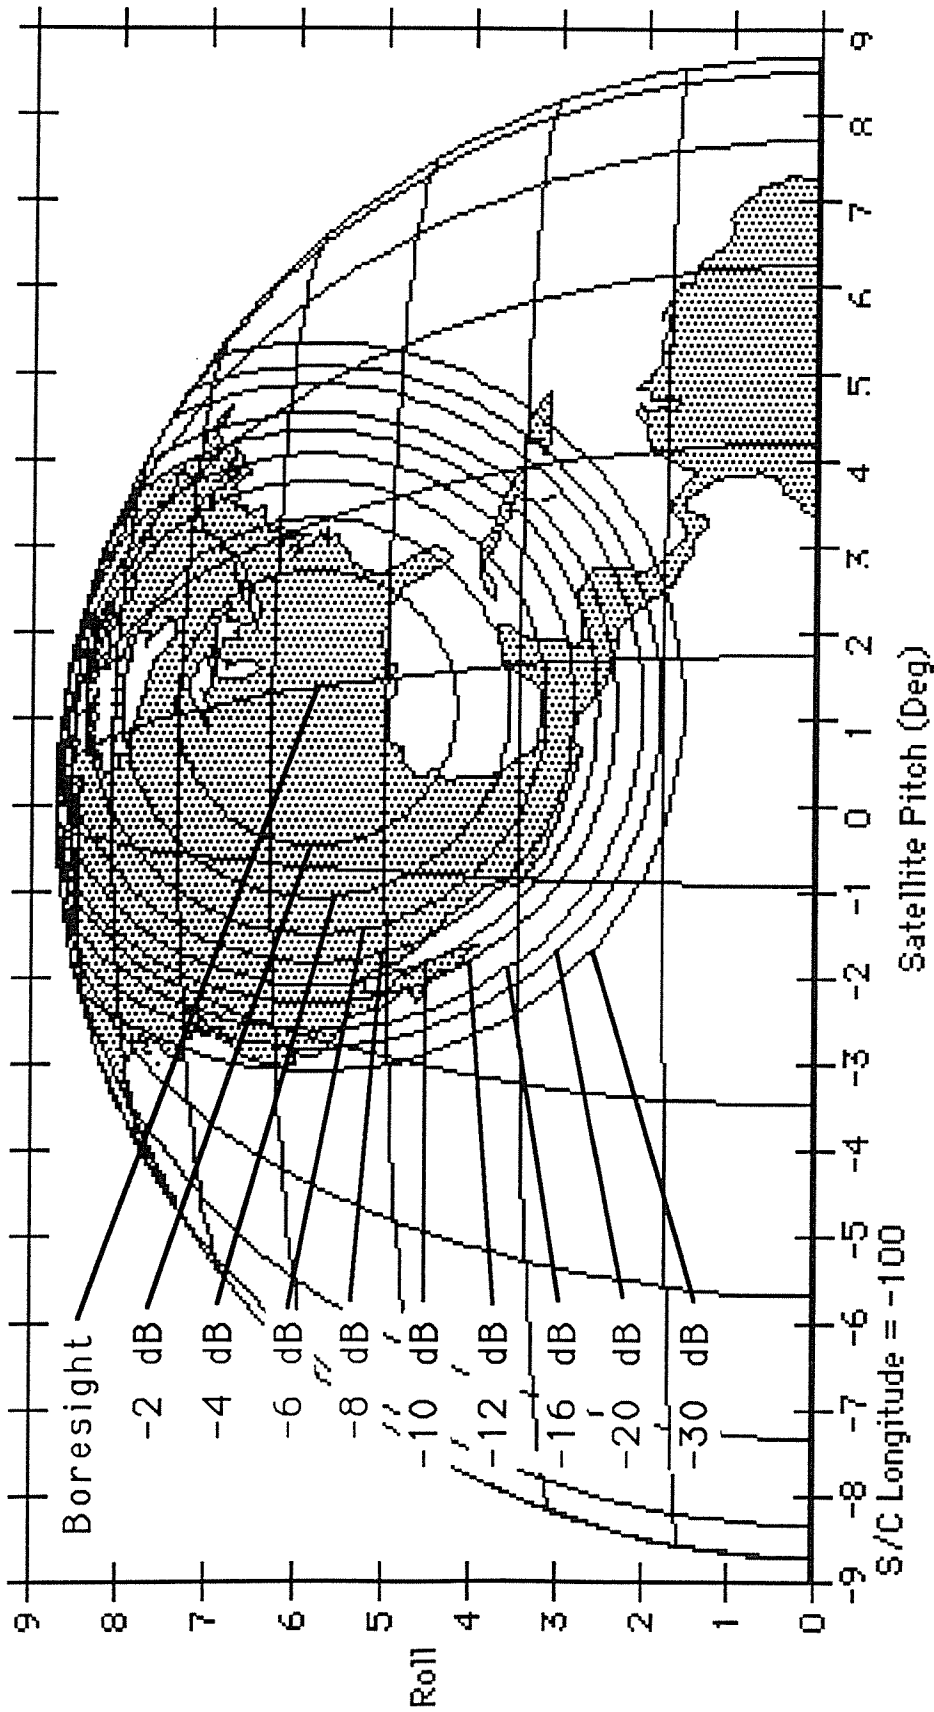 Boresight
-2 dB
-4 dB
-6 dB
-8 dB
-10 dB
-12 dB
-16 dB
-20 dB
-30 dB
Roll
9
8
7
6
5
4
3
2
1
0
-9 -8 -7 -6 -5 -4 -3 -2 -1 0 1 2 3 4 5 6 7 8 9
S/C Longitude = -100
Satellite Pitch (Deg)